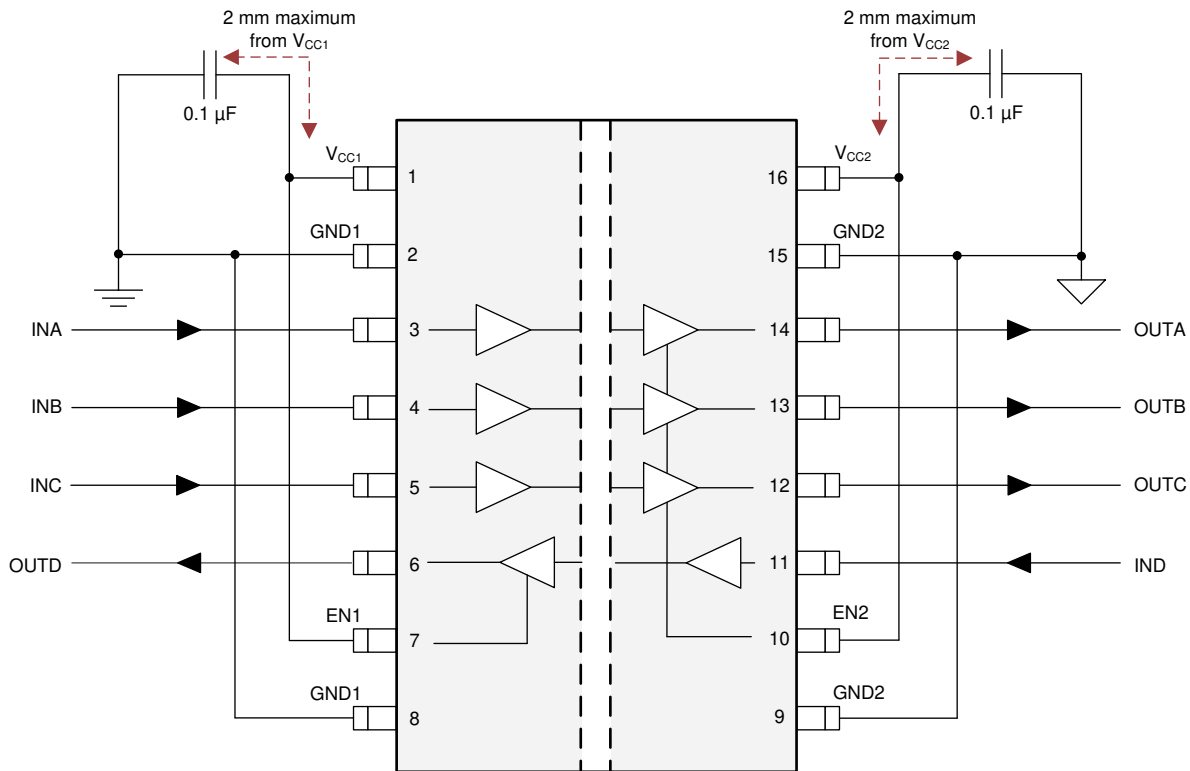 2 mm maximum
from VCC1
2 mm maximum
from VCC2
0.1 µF
0.1 µF
VCC1
1
16
VCC2
GND1
2
15
GND2
INA
3
14
OUTA
INB
4
13
OUTB
INC
5
12
OUTC
OUTD
6
11
IND
EN1
7
10
EN2
GND1
8
9
GND2